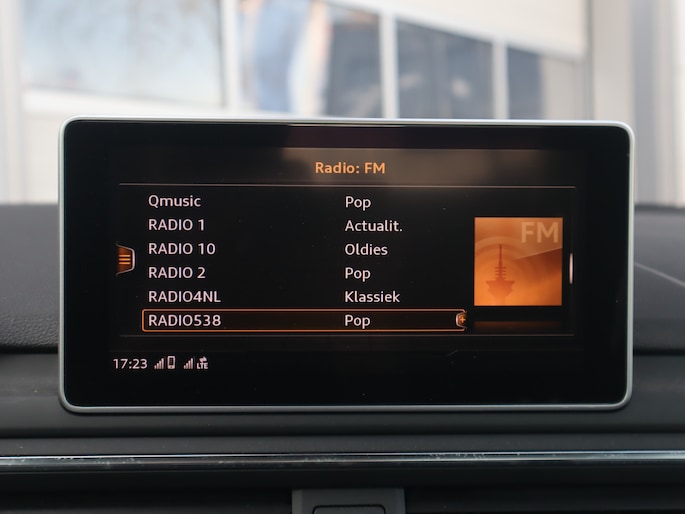 Radio: FM
Qmusic Pop
RADIO 1 Actualit.
RADIO 10 Oldies
RADIO 2 Pop
RADIO4NL Klassiek
RADIO538 Pop
FM
17:23 LTE